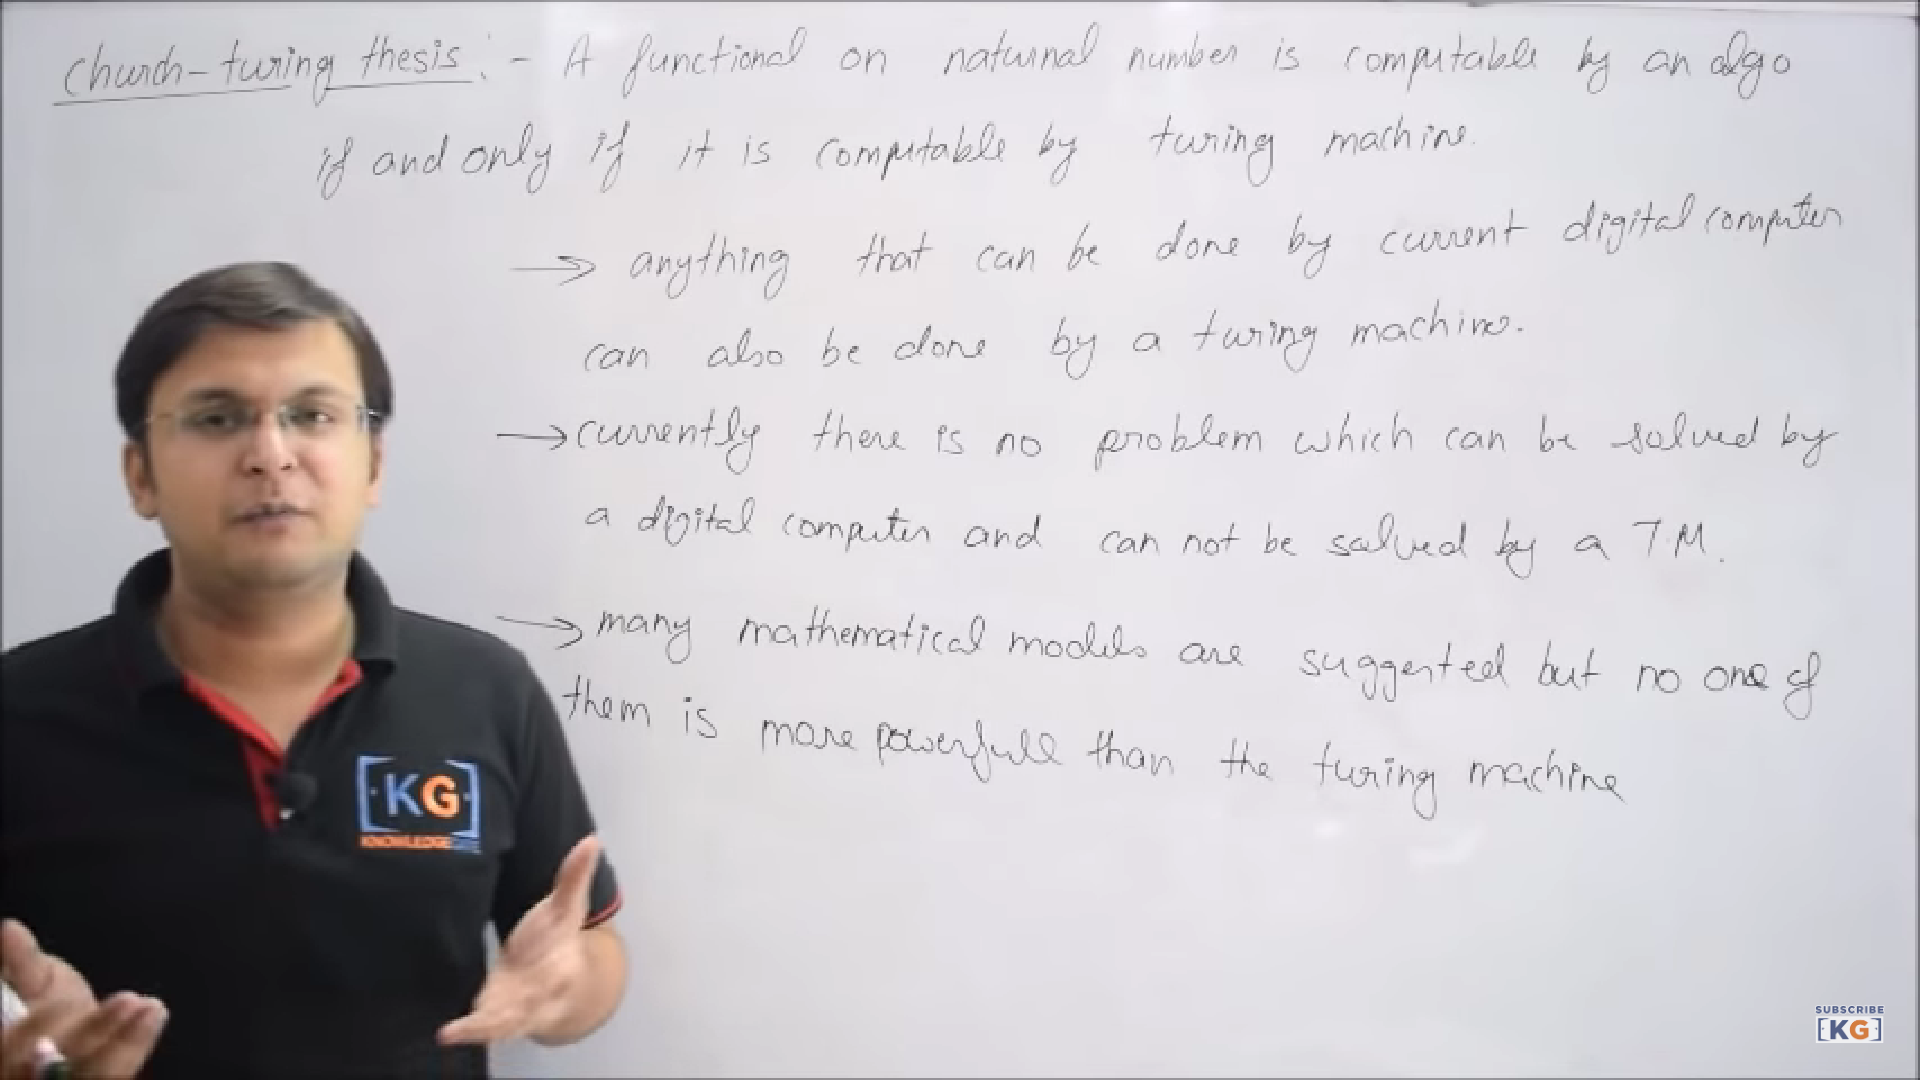 Church-turing thesis :- A functional on naturnal number is computable by an algo
if and only if it is computable by turing machine.
→ anything that can be done by current digital computer
can also be done by a turing machine.
→ currently there is no problem which can be solved by
a digital computer and can not be solved by a T.M.
→ many mathematical models are suggested but no one of
them is more powerfull than the turing machine
[KG]
KNOWLEDGE
SUBSCRIBE
[KG]